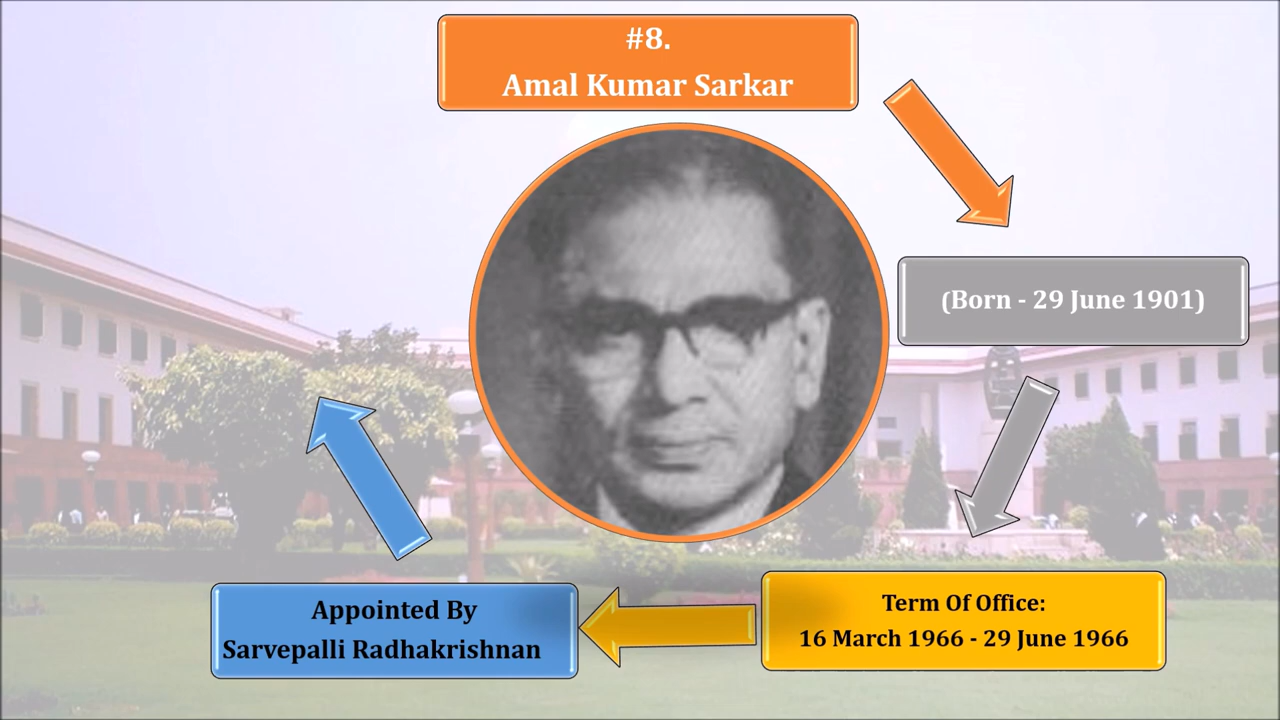 #8.
Amal Kumar Sarkar
(Born - 29 June 1901)
Term Of Office:
16 March 1966 - 29 June 1966
Appointed By
Sarvepalli Radhakrishnan